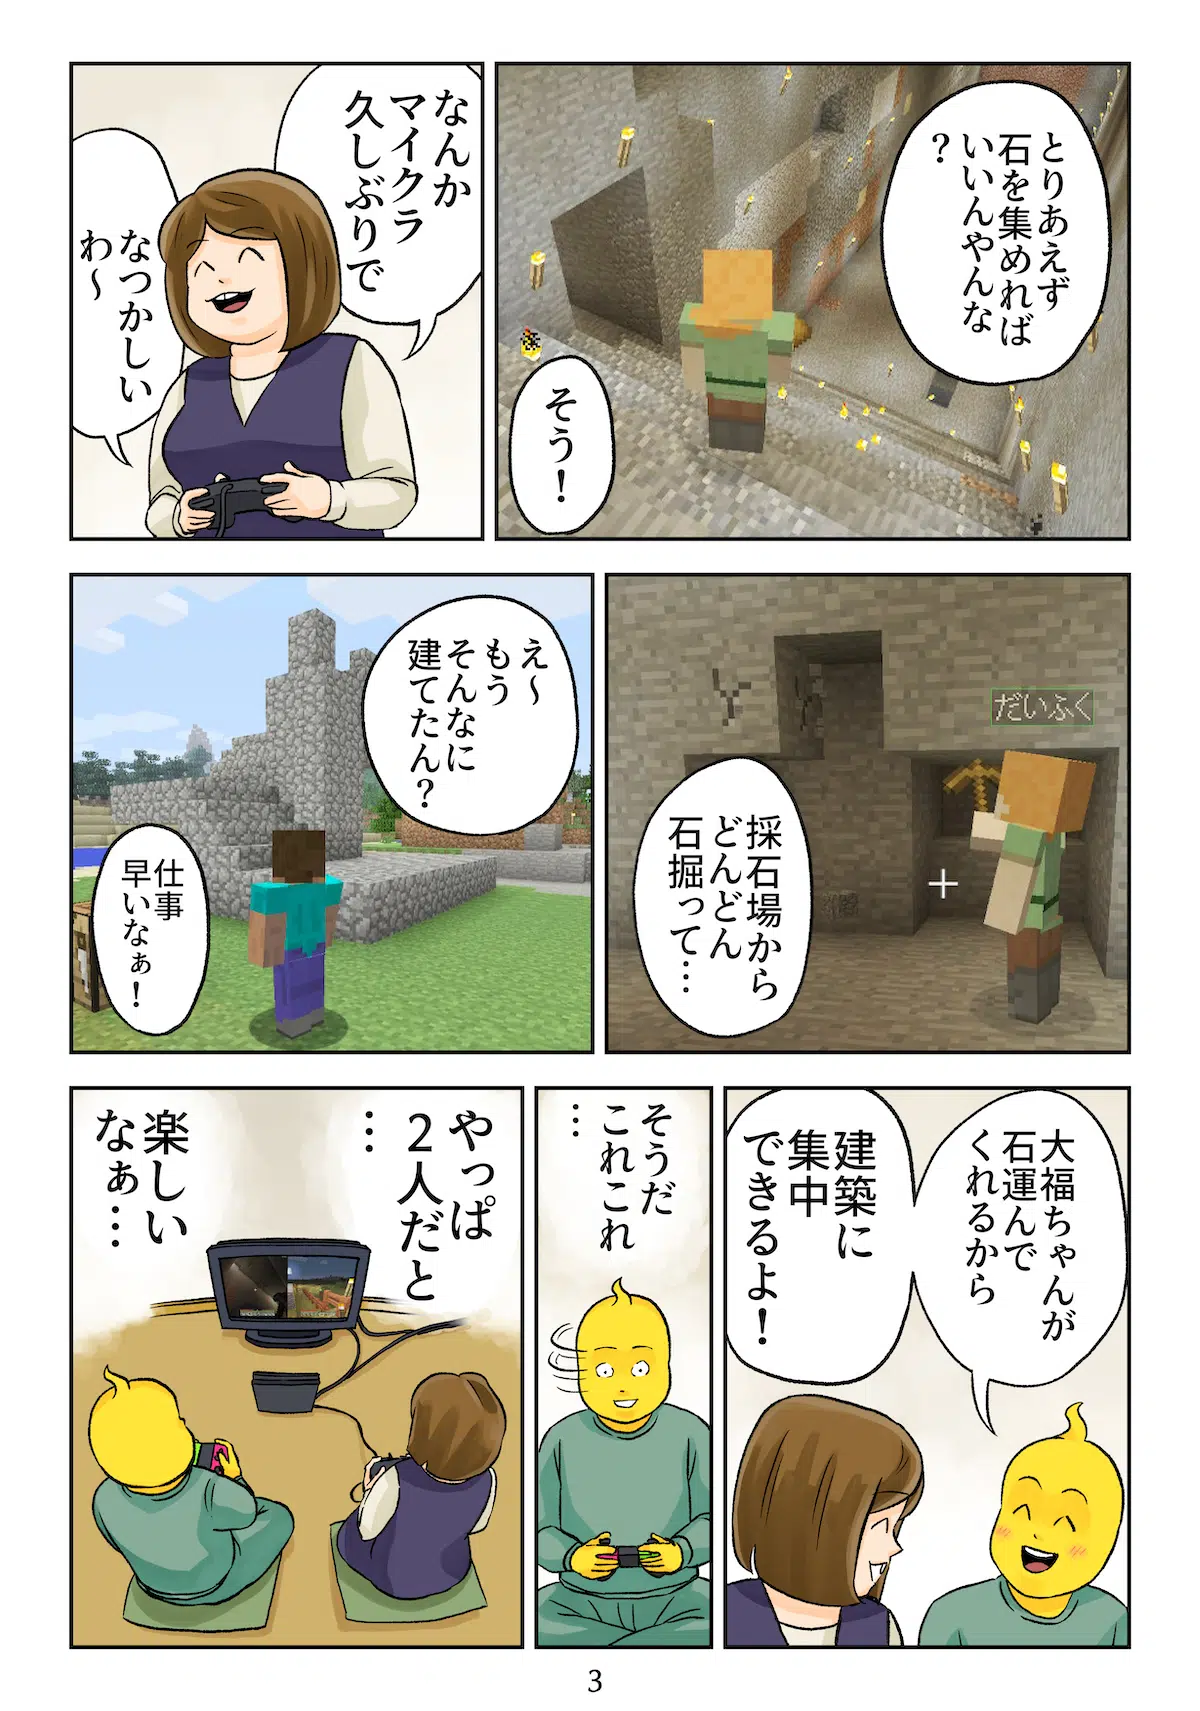 とりあえず
石を集めれば
いいんやんな
？
そう！
なんか
マイクラ
久しぶりで
なつかしい
わ〜
だいふく
採石場から
どんどん
石掘って…
え〜
もう
そんなに
建てたん？
仕事
早いなぁ！
大福ちゃんが
石運んで
くれるから
建築に
集中
できるよ！
そうだ
これこれ
…
やっぱ
2人だと
…
楽しい
なぁ…
3